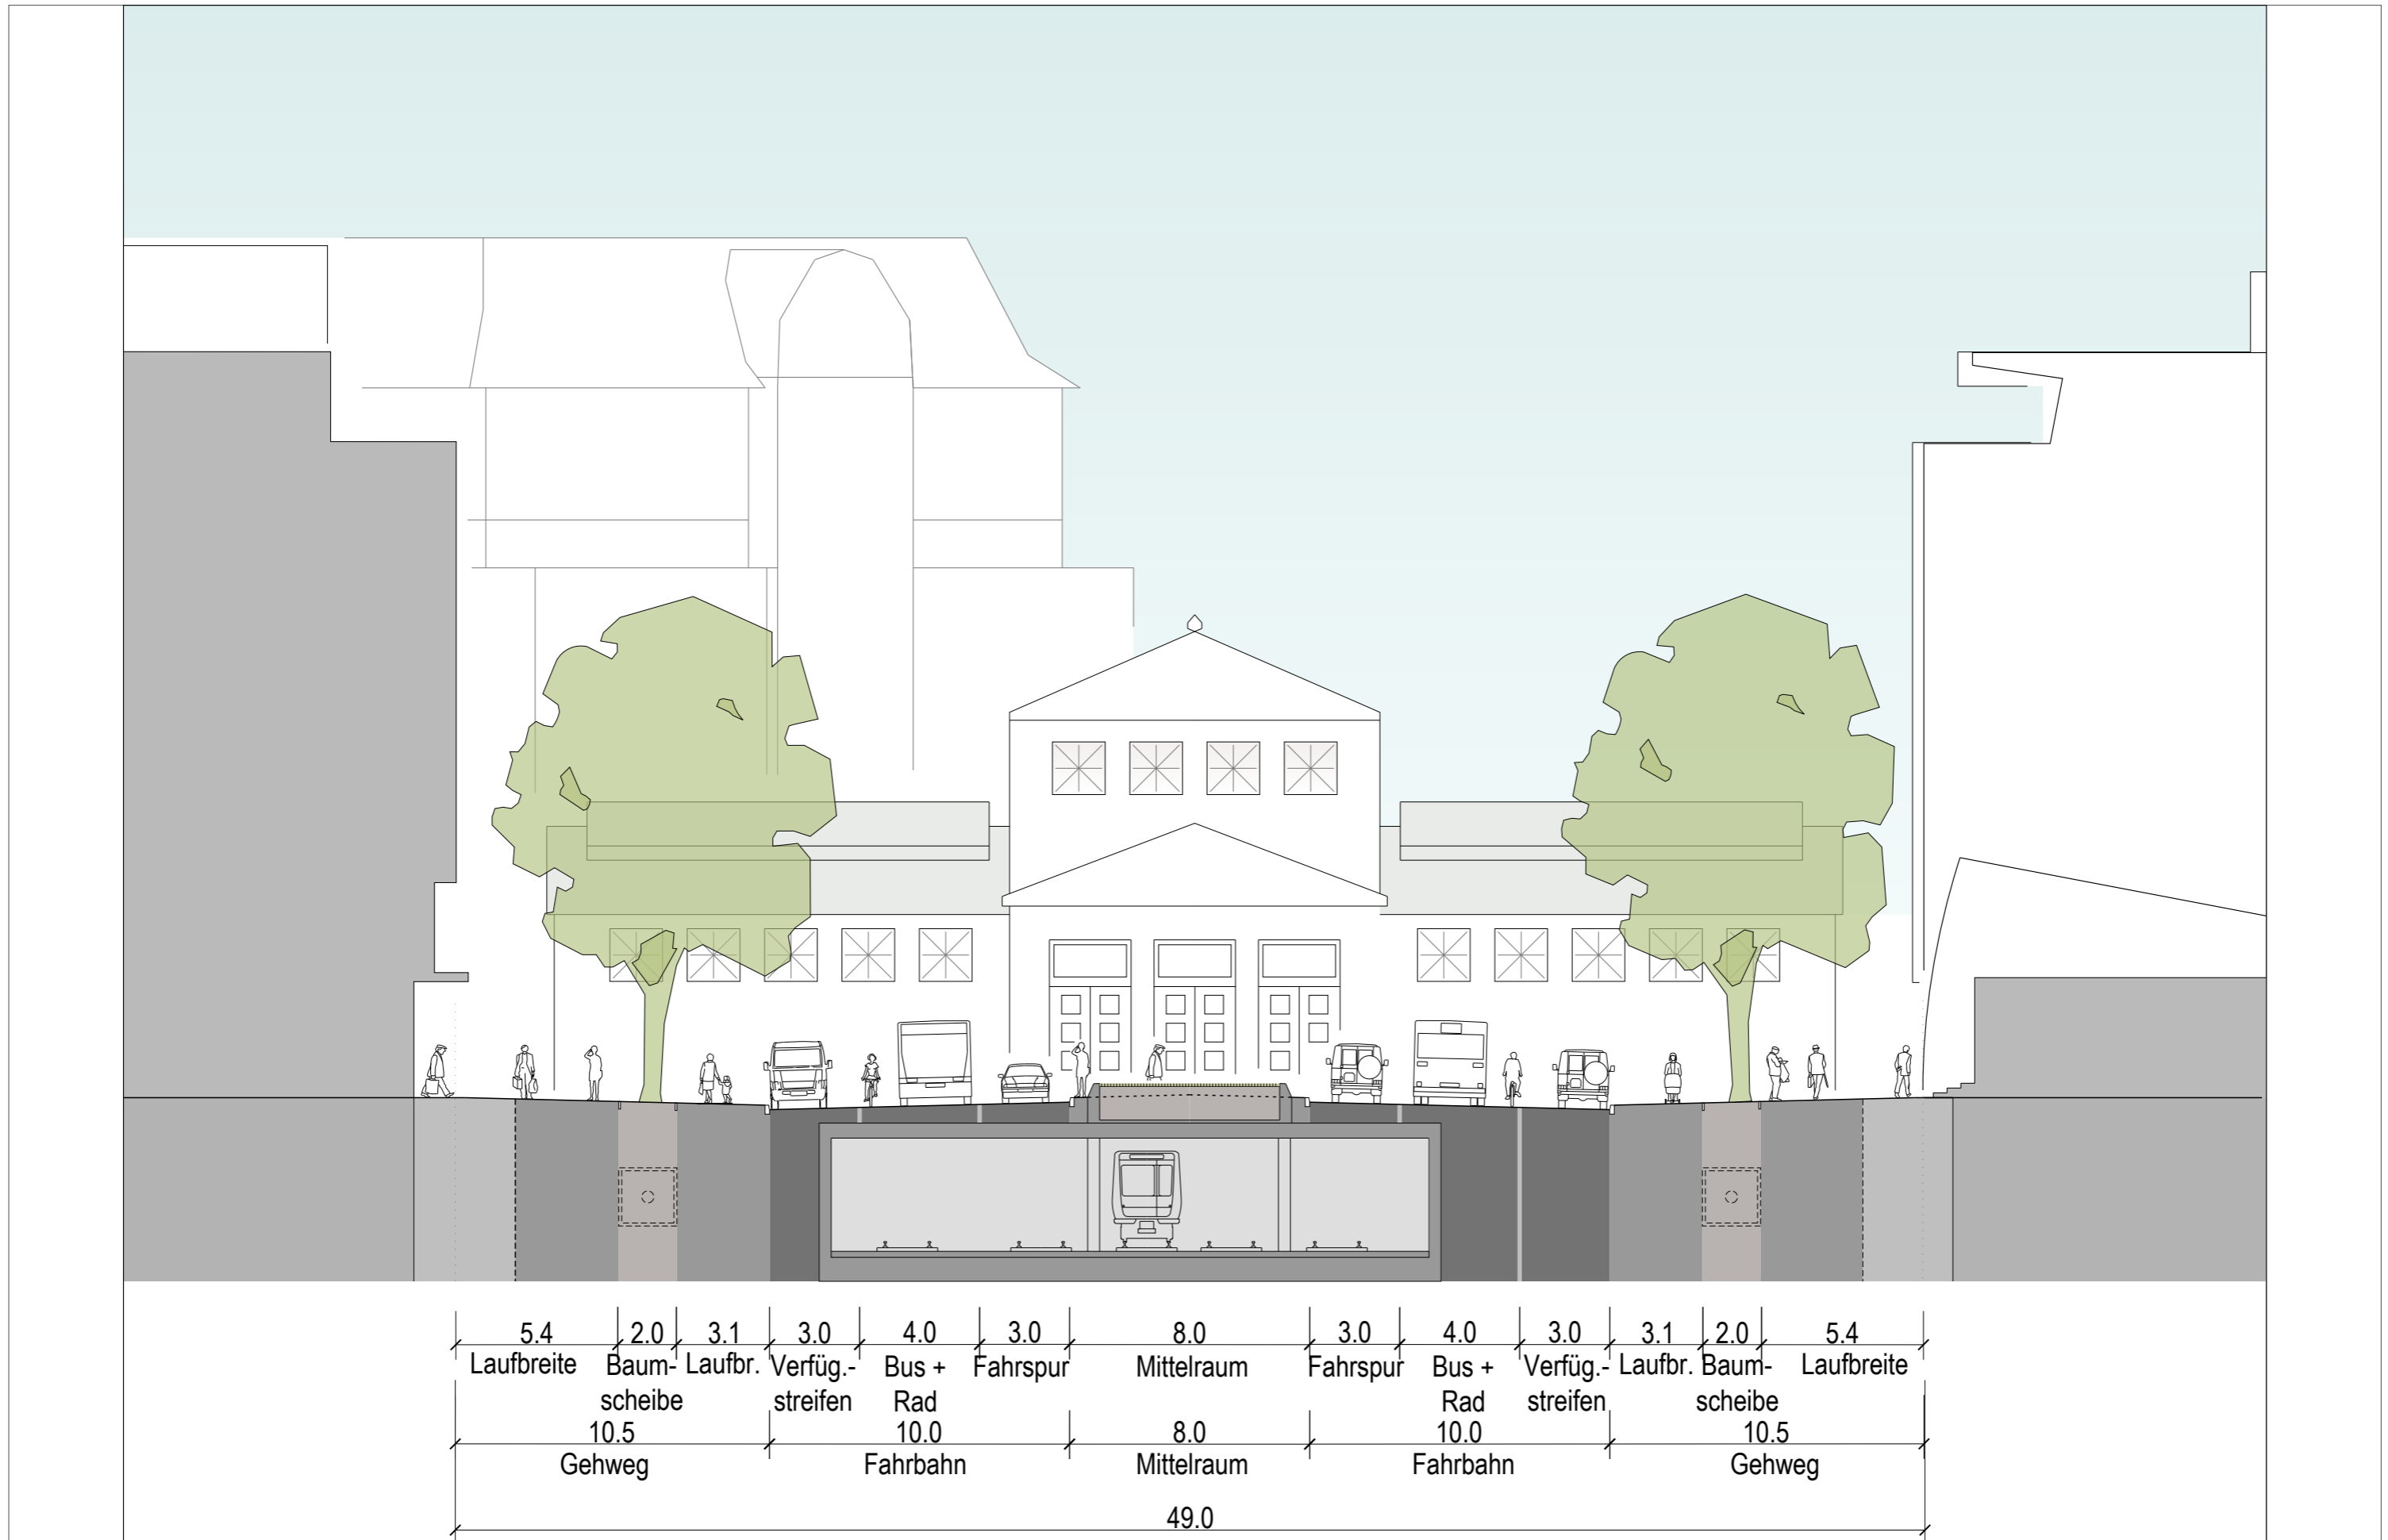 5.4 2.0 3.1 3.0 4.0 3.0 8.0 3.0 4.0 3.0 3.1 2.0 5.4
Laufbreite Baum- Laufbr. Verfüg.- Bus + Fahrspur Mittelraum Fahrspur Bus + Verfüg.- Laufbr. Baum- Laufbreite
scheibe streifen Rad Rad streifen scheibe
10.5 10.0 8.0 10.0 10.5
Gehweg Fahrbahn Mittelraum Fahrbahn Gehweg
49.0